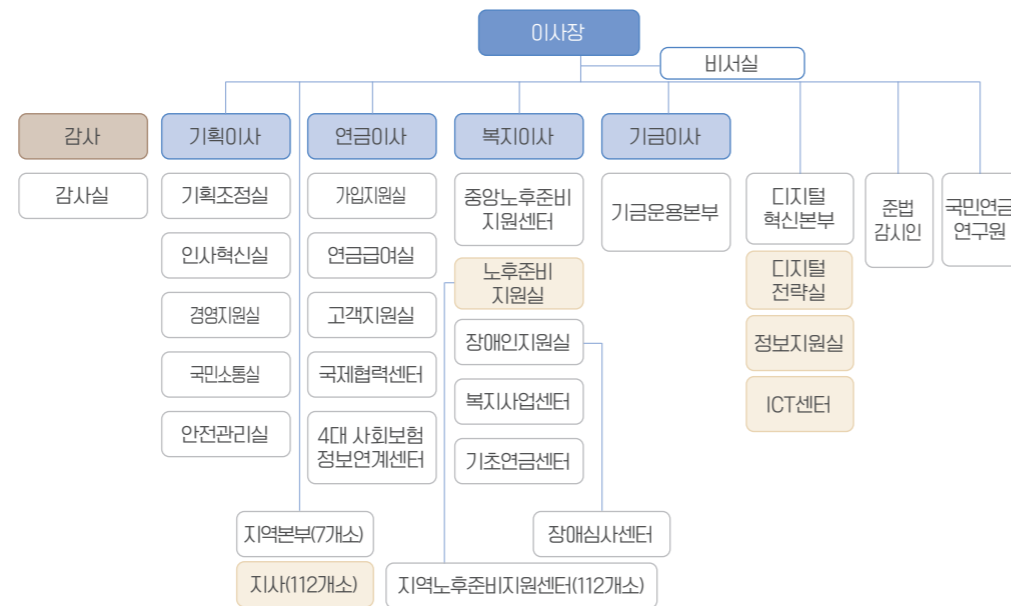 이사장
비서실
감사
기획이사
연금이사
복지이사
기금이사
감사실
기획조정실
인사혁신실
경영지원실
국민소통실
안전관리실
가입지원실
연금급여실
고객지원실
국제협력센터
4대 사회보험
정보연계센터
중앙노후준비
지원센터
노후준비
지원실
장애인지원실
복지사업센터
기초연금센터
기금운용본부
디지털
혁신본부
디지털
전략실
정보지원실
ICT센터
준법
감시인
국민연금
연구원
지역본부(7개소)
지사(112개소)
장애심사센터
지역노후준비지원센터(112개소)